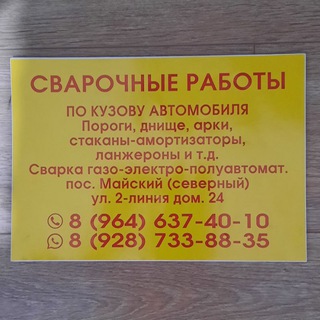 СВАРОЧНЫЕ РАБОТЫ
ПО КУЗОВУ АВТОМОБИЛЯ
Пороги, днище, арки,
стаканы-амортизаторы,
ланжероны и т.д.
Сварка газо-электро-полуавтомат.
пос. Майский (северный)
ул. 2-линия дом. 24
8 (964) 637-40-10
8 (928) 733-88-35